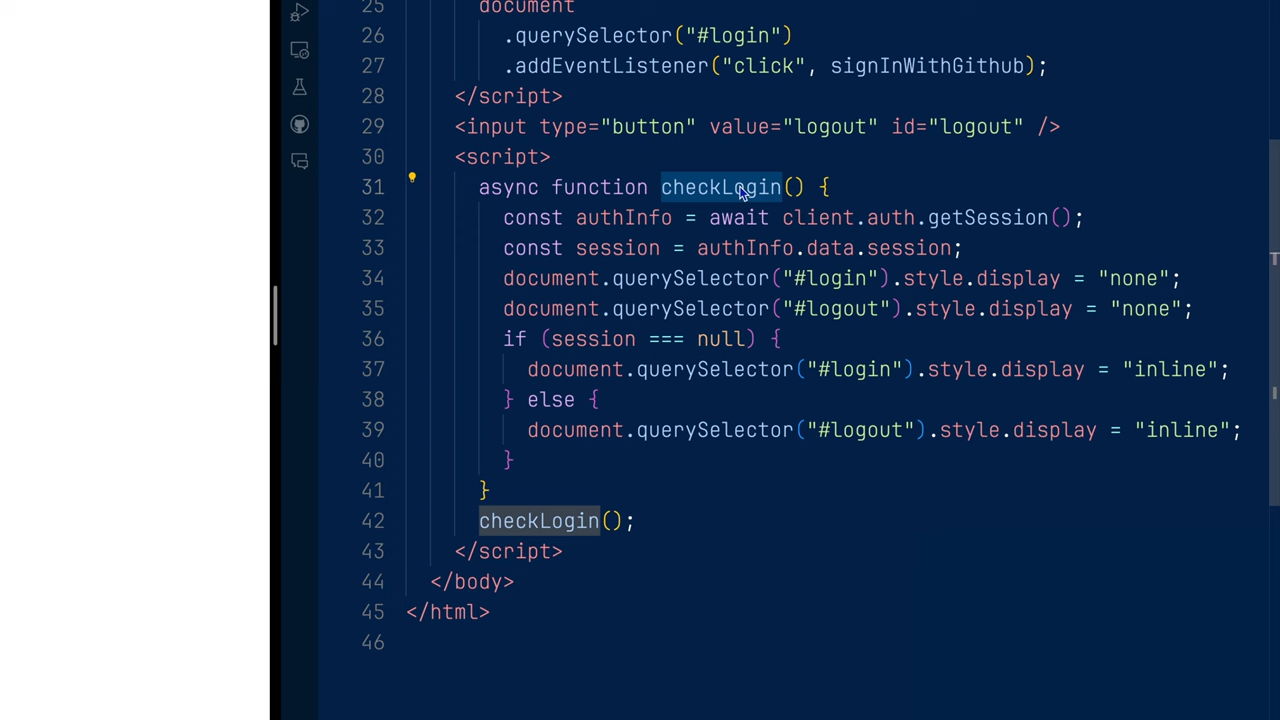 25 document
26 .querySelector("#login")
27 .addEventListener("click", signInWithGithub);
28 </script>
29 <input type="button" value="logout" id="logout" />
30 <script>
31 async function checkLogin() {
32 const authInfo = await client.auth.getSession();
33 const session = authInfo.data.session;
34 document.querySelector("#login").style.display = "none";
35 document.querySelector("#logout").style.display = "none";
36 if (session === null) {
37 document.querySelector("#login").style.display = "inline";
38 } else {
39 document.querySelector("#logout").style.display = "inline";
40 }
41 }
42 checkLogin();
43 </script>
44 </body>
45 </html>
46